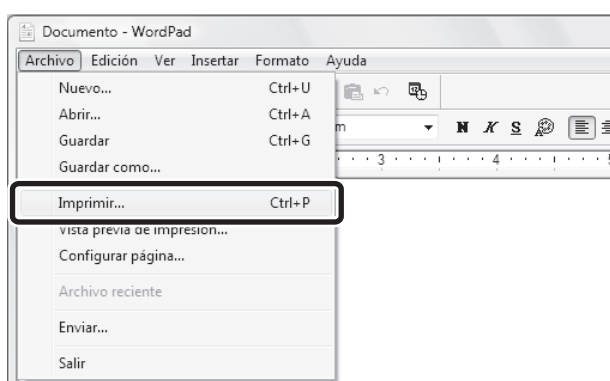 Documento - WordPad
Archivo Edición Ver Insertar Formato Ayuda
Nuevo... Ctrl+U
Abrir... Ctrl+A
m N K S
Guardar Ctrl+G
Guardar como...
3 4
Imprimir... Ctrl+P
Vista previa de impresión...
Configurar página...
Archivo reciente
Enviar...
Salir